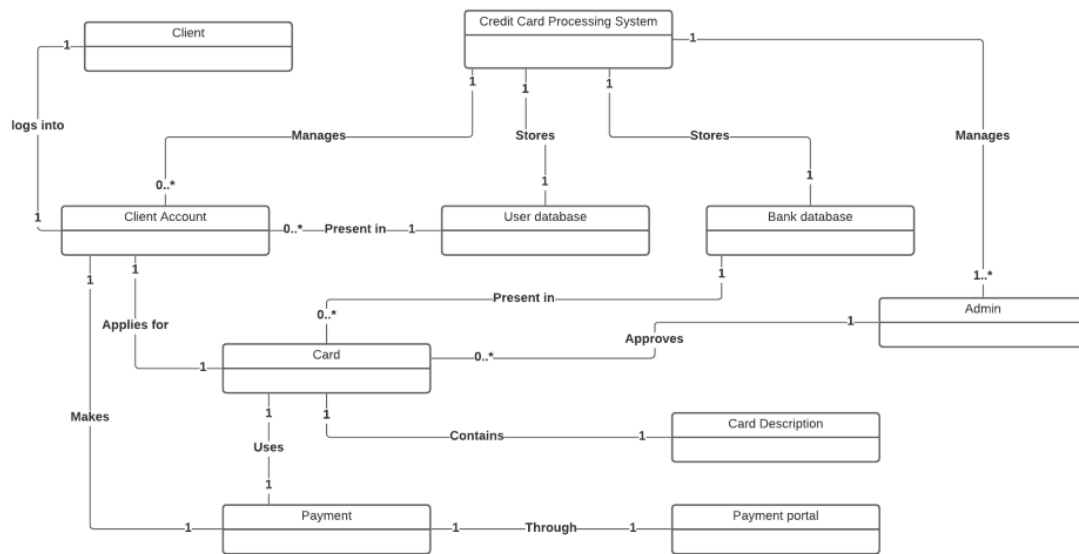 Credit Card Processing System
Client
1
1
1
1
1
1
logs into
Manages
Stores
Stores
Manages
0..*
1
1
1
Client Account
User database
Bank database
0..*
Present in
1
1
1
1
1..*
Present in
Admin
0..*
Applies for
1
Approves
Card
0..*
1
Makes
1
1
Card Description
Contains
1
Uses
1
Payment
Payment portal
1
1
Through
1